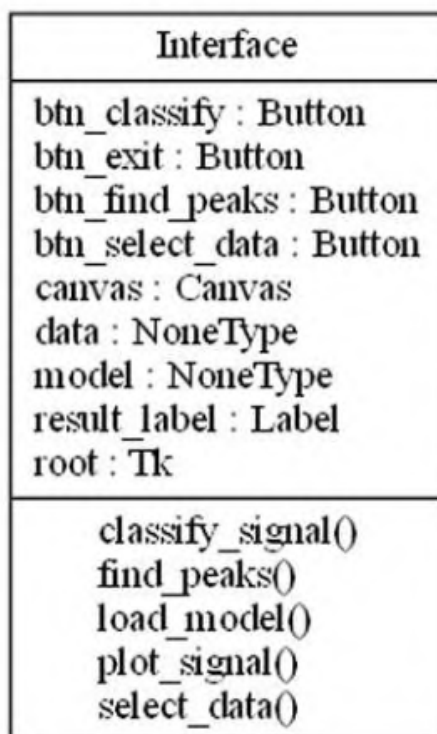 Interface
btn_classify : Button
btn_exit : Button
btn_find_peaks : Button
btn_select_data : Button
canvas : Canvas
data : NoneType
model : NoneType
result_label : Label
root : Tk
classify_signal()
find_peaks()
load_model()
plot_signal()
select_data()